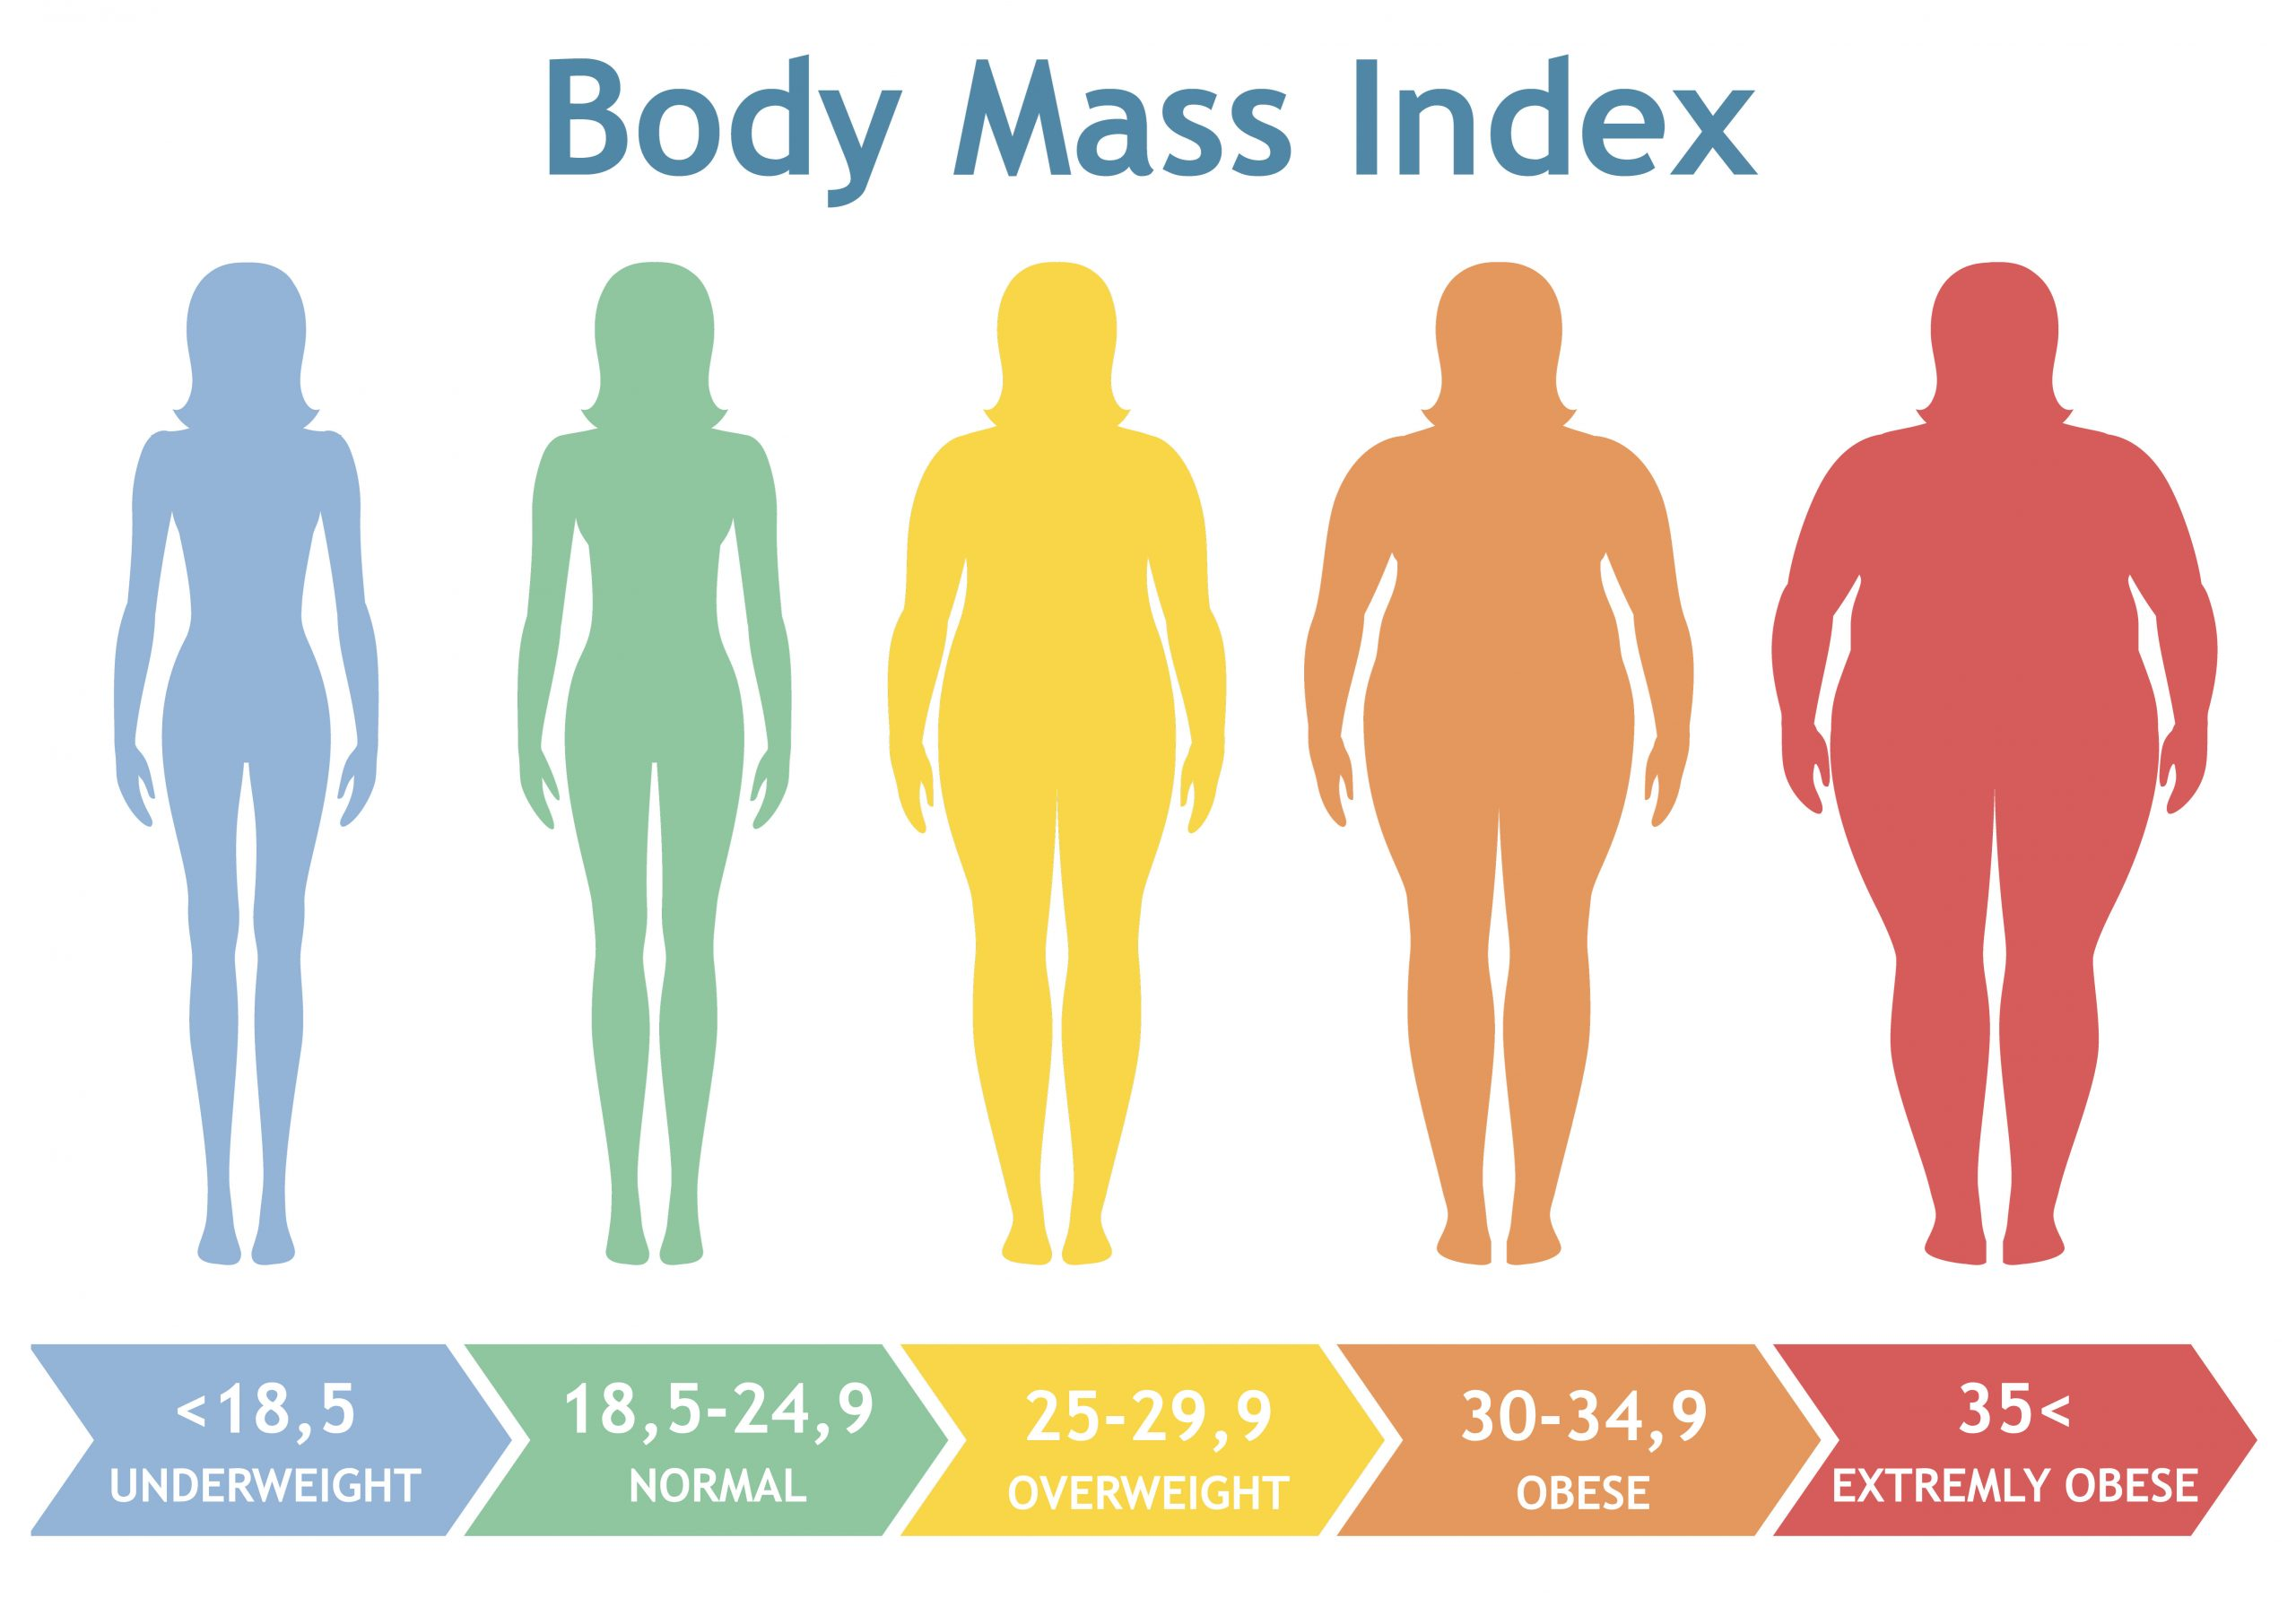 Body Mass Index
<18,5
UNDERWEIGHT
18,5-24,9
NORMAL
25-29,9
OVERWEIGHT
30-34,9
OBESE
35<
EXTREMLY OBESE